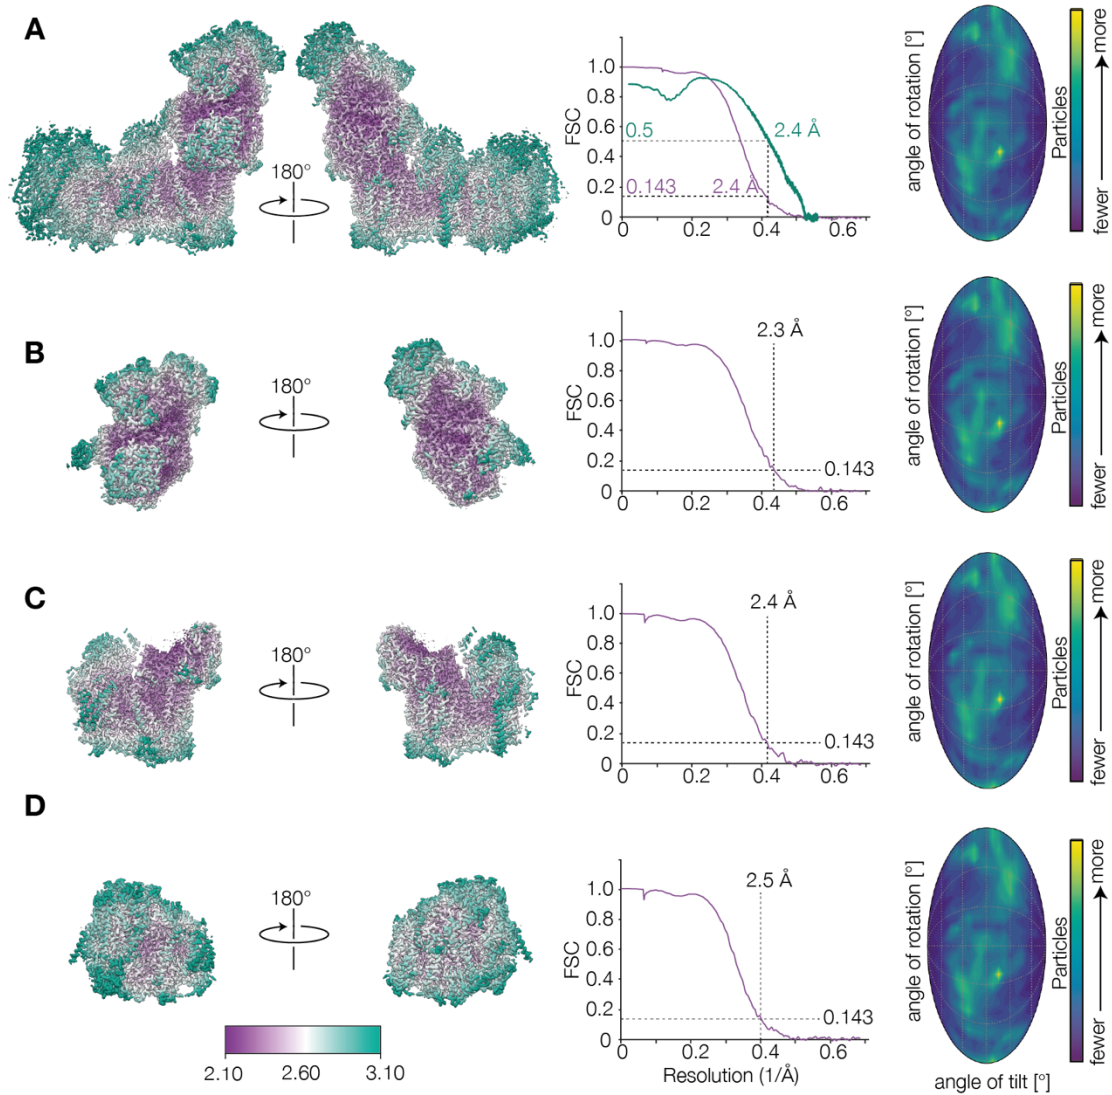 A
180°
FSC
1.0
0.8
0.6
0.4
0.2
0
0.5
2.4 Å
0.143
2.4 Å
0
0.2
0.4
0.6
angle of rotation [°]
Particles
fewer
more
B
180°
FSC
1.0
0.8
0.6
0.4
0.2
0
2.3 Å
0.143
0
0.2
0.4
0.6
angle of rotation [°]
Particles
fewer
more
C
180°
FSC
1.0
0.8
0.6
0.4
0.2
0
2.4 Å
0.143
0
0.2
0.4
0.6
angle of rotation [°]
Particles
fewer
more
D
180°
FSC
1.0
0.8
0.6
0.4
0.2
0
2.5 Å
0.143
0
0.2
0.4
0.6
Resolution (1/Å)
angle of rotation [°]
Particles
fewer
more
angle of tilt [°]
2.10
2.60
3.10